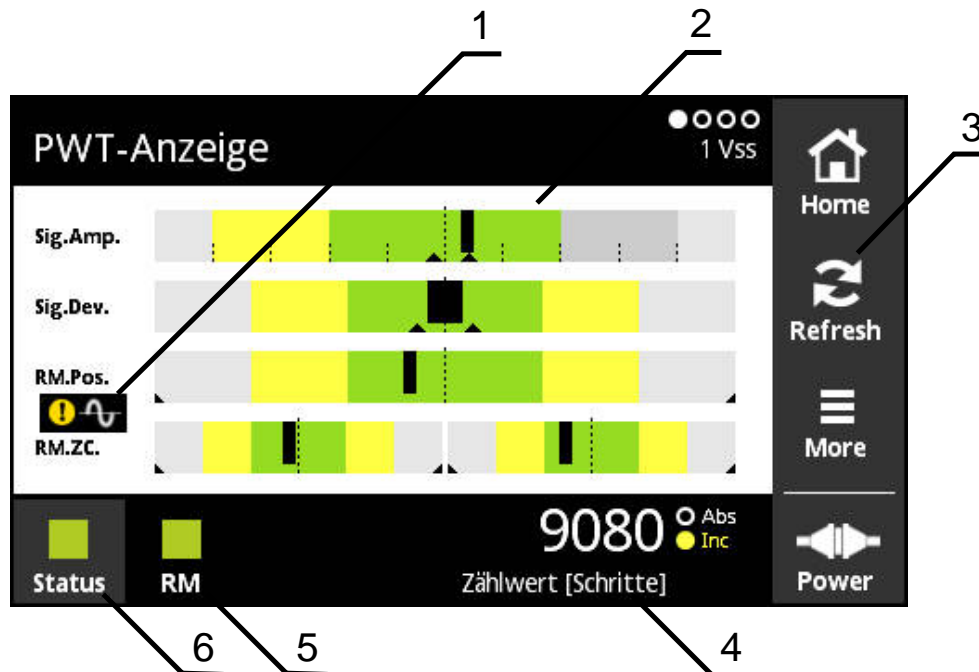 1
2
3
PWT-Anzeige
1 Vss
Home
Sig.Amp.
Sig.Dev.
Refresh
RM.Pos.
!
RM.ZC.
More
9080
Abs
Inc
Status
RM
Zählwert [Schritte]
Power
6
5
4